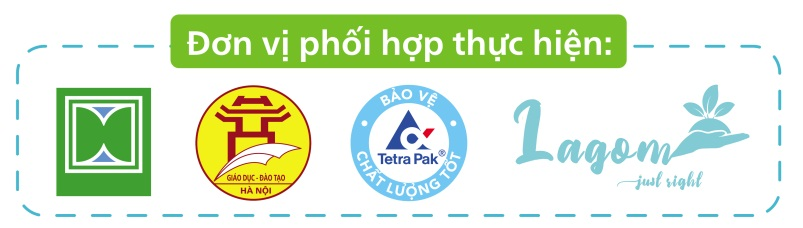 Đơn vị phối hợp thực hiện:
GIÁO DỤC - ĐÀO TẠO
HÀ NỘI
BẢO VỆ
Tetra Pak®
CHẤT LƯỢNG TỐT
Lagom
just right